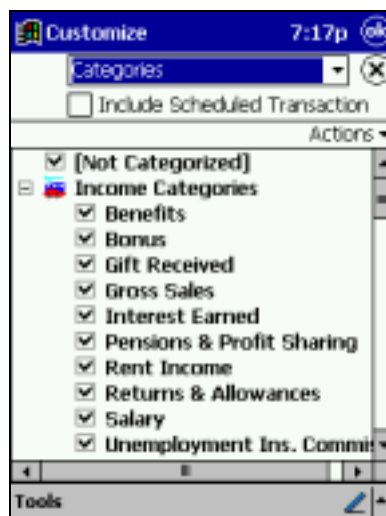 Customize 7:17p ok
Categories
Include Scheduled Transaction
Actions
[Not Categorized]
Income Categories
Benefits
Bonus
Gift Received
Gross Sales
Interest Earned
Pensions & Profit Sharing
Rent Income
Returns & Allowances
Salary
Unemployment Ins. Commis
Tools